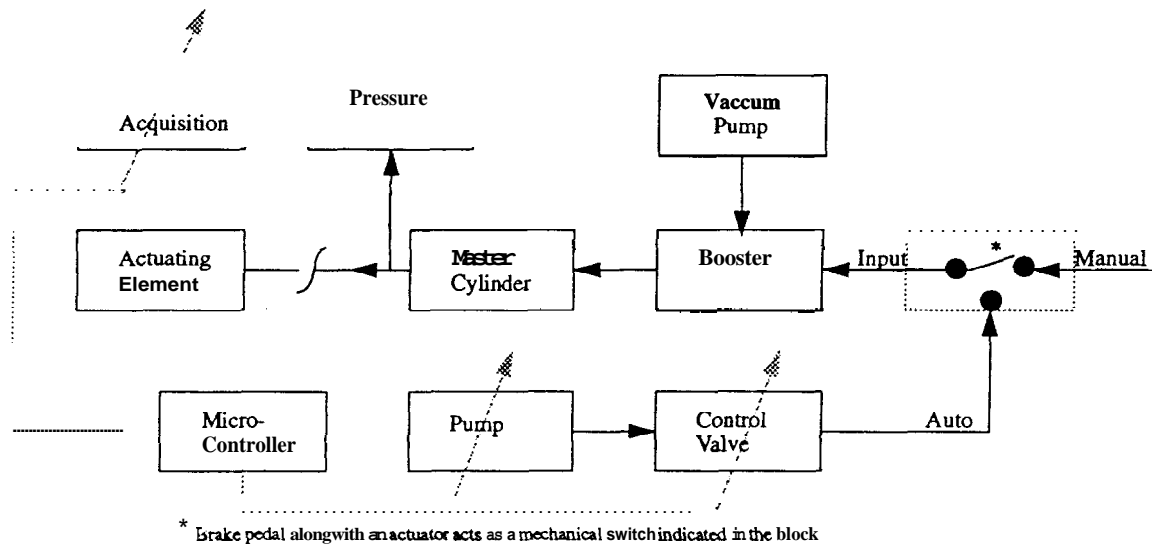 Pressure
Acquisition
Vaccum
Pump
Actuating
Element
Master
Cylinder
Booster
Input
*
Manual
Micro-
Controller
Pump
Control
Valve
Auto
* Brake pedal alongwith an actuator acts as a mechanical switch indicated in the block